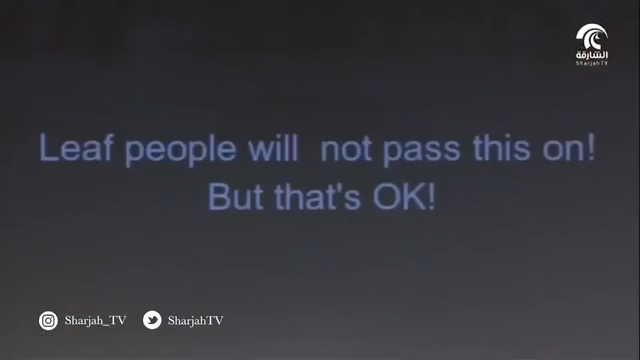 الشارقة
SharjahTV
Leaf people will  not pass this on!
But that's OK!
Sharjah_TV
SharjahTV